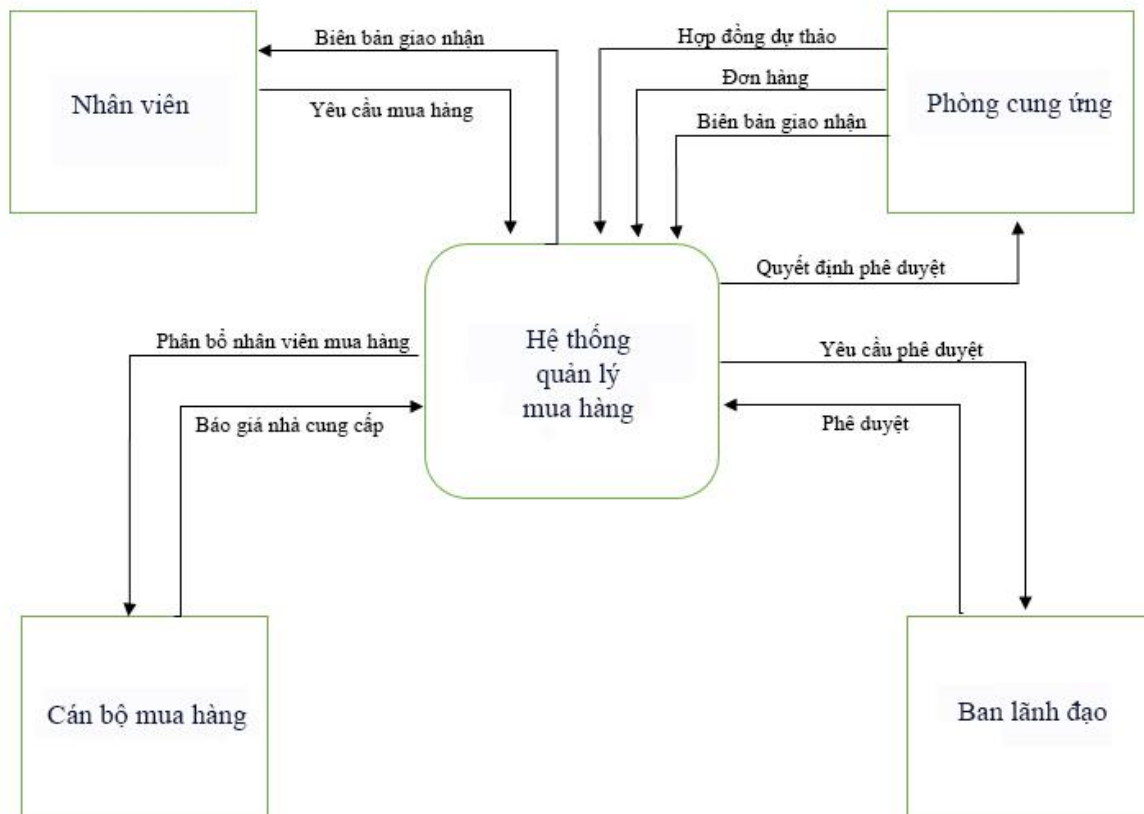 Biên bản giao nhận
Nhân viên
Yêu cầu mua hàng
Hợp đồng dự thảo
Đơn hàng
Biên bản giao nhận
Phòng cung ứng
Quyết định phê duyệt
Phân bổ nhân viên mua hàng
Báo giá nhà cung cấp
Hệ thống
quản lý
mua hàng
Yêu cầu phê duyệt
Phê duyệt
Cán bộ mua hàng
Ban lãnh đạo